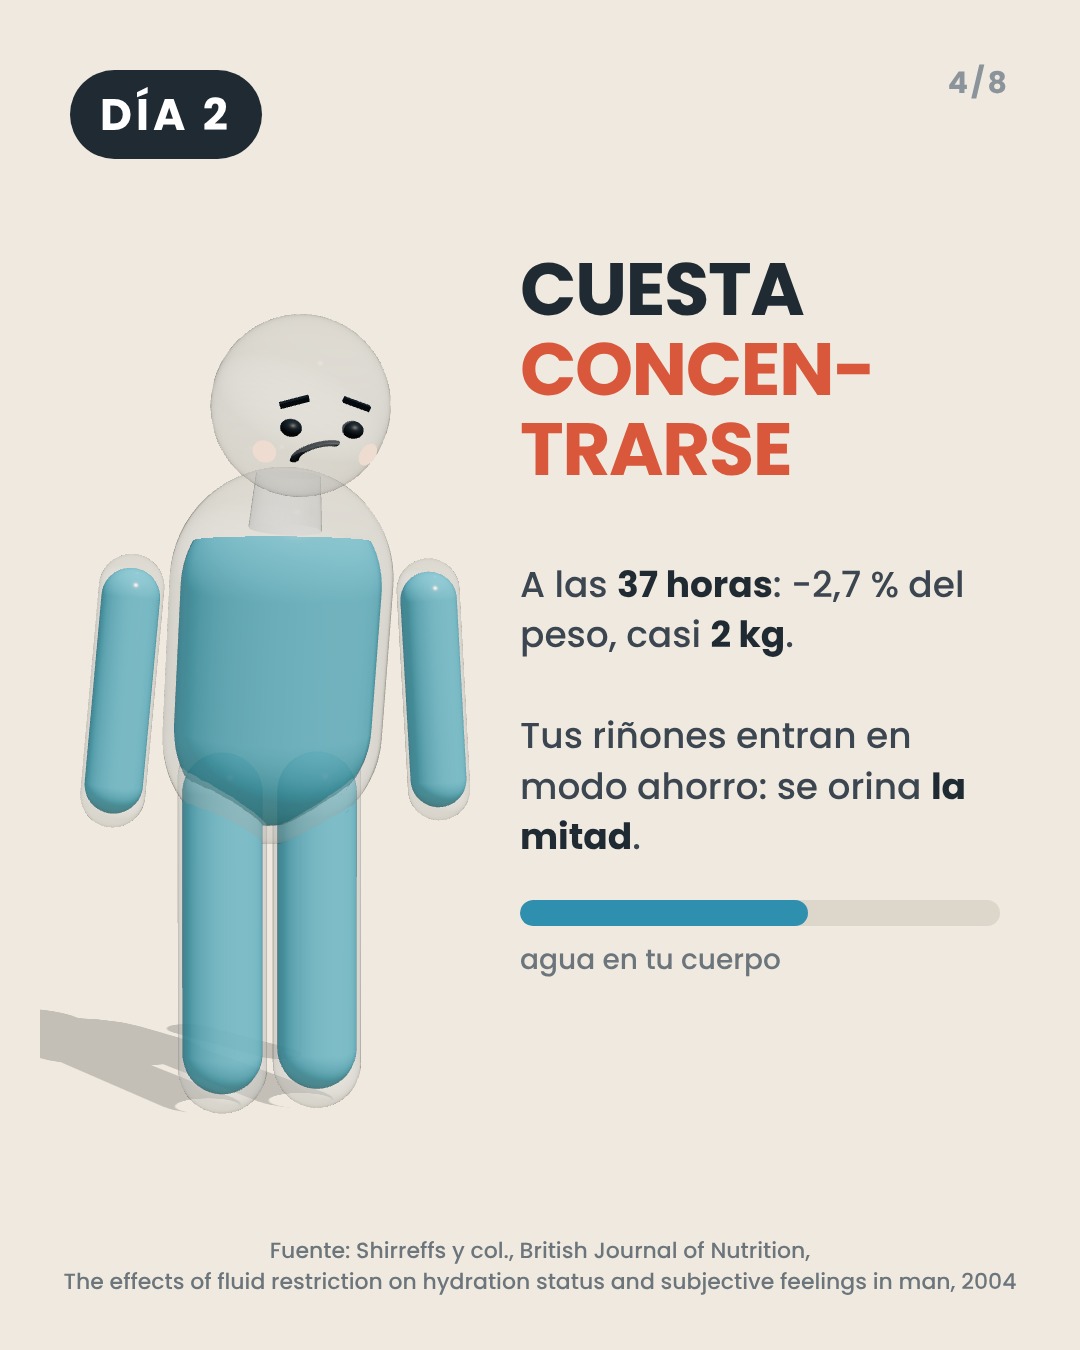 DÍA 2
4/8
CUESTA
CONCEN-
TRARSE
A las 37 horas: -2,7 % del
peso, casi 2 kg.
Tus riñones entran en
modo ahorro: se orina la
mitad.
agua en tu cuerpo
Fuente: Shirreffs y col., British Journal of Nutrition,
The effects of fluid restriction on hydration status and subjective feelings in man, 2004